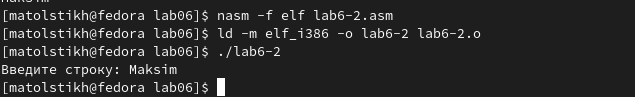 [matolstikh@fedora lab06]$ nasm -f elf lab6-2.asm
[matolstikh@fedora lab06]$ ld -m elf_i386 -o lab6-2 lab6-2.o
[matolstikh@fedora lab06]$ ./lab6-2
Введите строку: Maksim
[matolstikh@fedora lab06]$